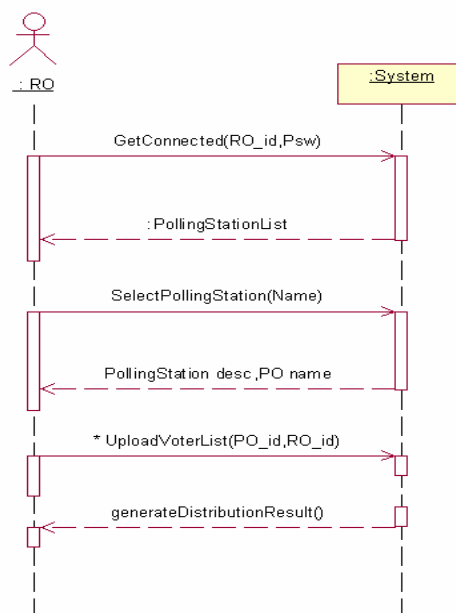 : RO
:System
GetConnected(RO_id,Psw)
:PollingStationList
SelectPollingStation(Name)
PollingStation desc,PO name
* UploadVoterList(PO_id,RO_id)
generateDistributionResult()